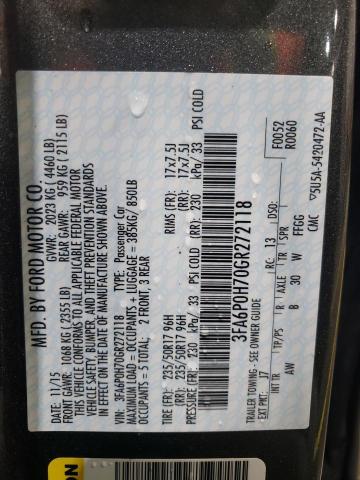 MFD. BY FORD MOTOR CO.
DATE: 11/15 GVWR: 2023 KG ( 4460 LB)
FRONT GAWR: 1068 KG ( 2355 LB) REAR GAWR: 959 KG ( 2115 LB)
THIS VEHICLE CONFORMS TO ALL APPLICABLE FEDERAL MOTOR
VEHICLE SAFETY, BUMPER, AND THEFT PREVENTION STANDARDS
IN EFFECT ON THE DATE OF MANUFACTURE SHOWN ABOVE.
VIN: 3FA6P0H70GR272118 TYPE: Passenger Car
MAXIMUM LOAD = OCCUPANTS + LUGGAGE = 385KG/ 850LB
OCCUPANTS = 5 TOTAL: 2 FRONT, 3 REAR
TIRE (FR): 235/50R17 96H RIMS (FR): 17x7.5J
TIRE (RR): 235/50R17 96H RIMS (RR): 17x7.5J
PRESSURE (FR): 230 kPa/ 33 PSI COLD (RR): 230 kPa/ 33 PSI COLD
3FA6P0H70GR272118
F0052
R0060
TRAILER TOWING - SEE OWNER GUIDE
EXT PNT: J7 RC: 13 DSO:
TP/PS R AXLE TR SPR
AW B 30 W FFGG
CMC 5U5A-5420472-AA